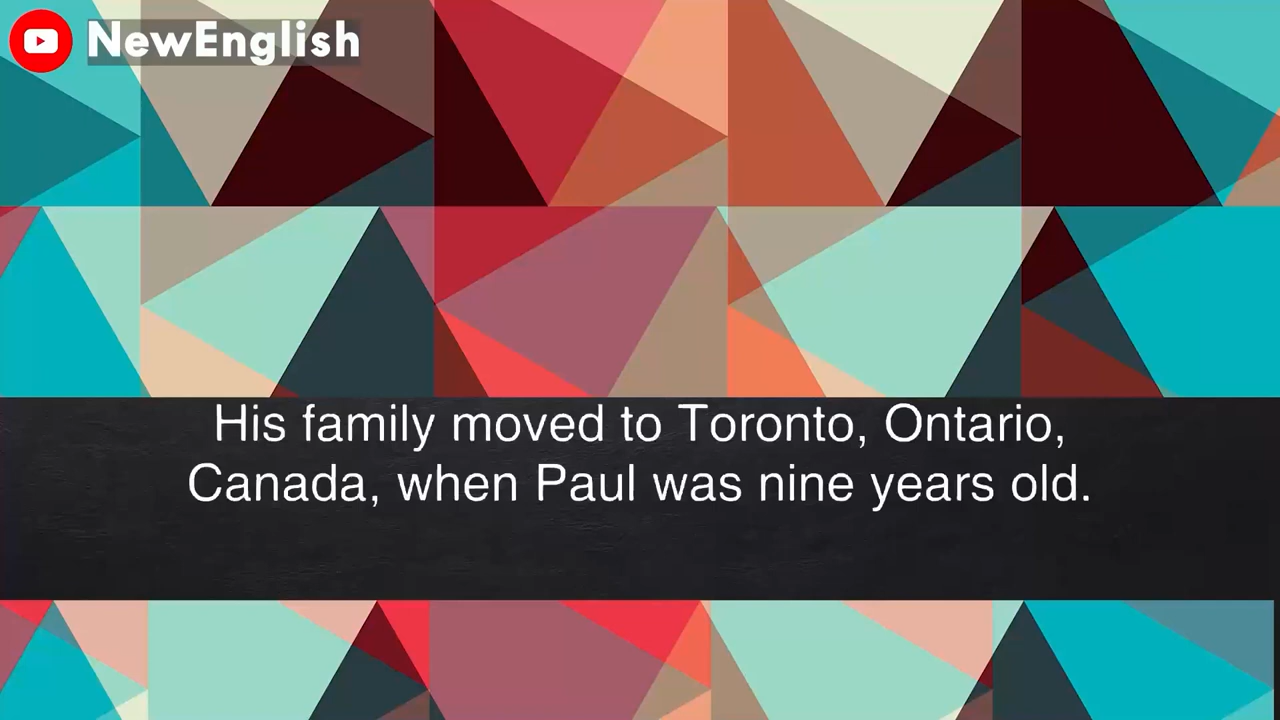 NewEnglish
His family moved to Toronto, Ontario,
Canada, when Paul was nine years old.